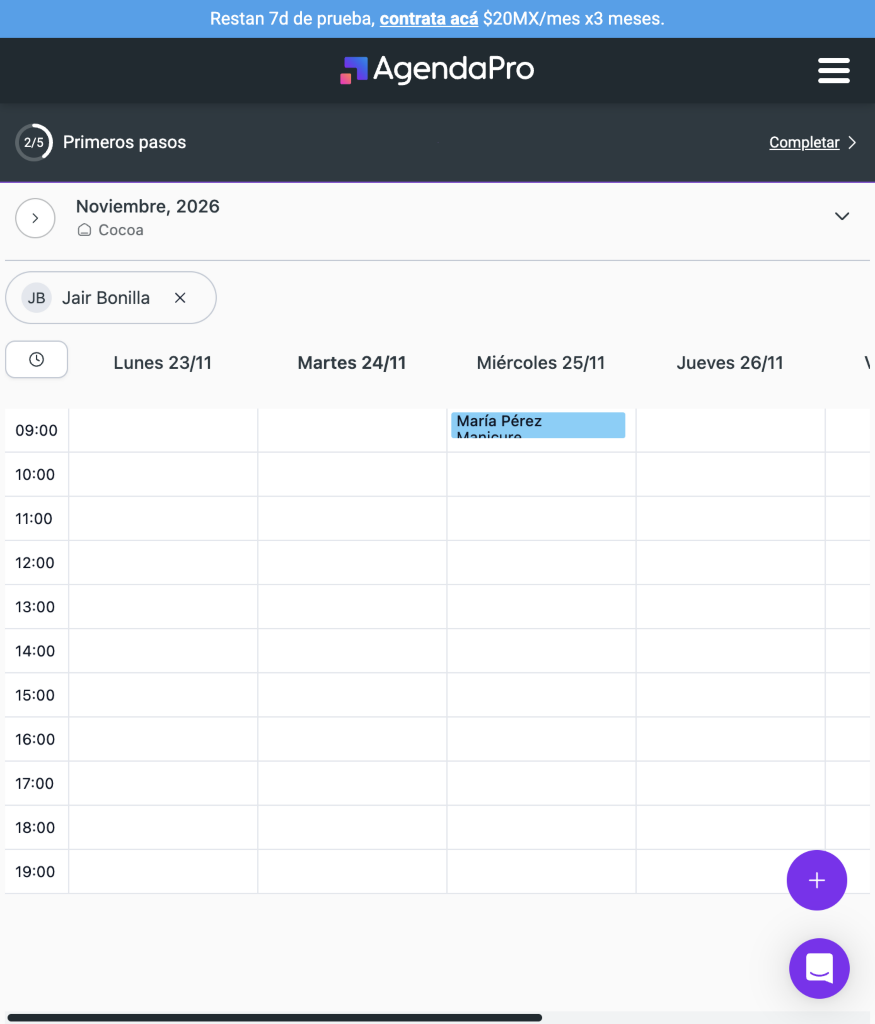 Restan 7d de prueba, contrata acá $20MX/mes x3 meses.
AgendaPro
2/5 Primeros pasos Completar
Noviembre, 2026
Cocoa
JB Jair Bonilla
Lunes 23/11 Martes 24/11 Miércoles 25/11 Jueves 26/11
09:00
María Pérez
Manicure
10:00
11:00
12:00
13:00
14:00
15:00
16:00
17:00
18:00
19:00